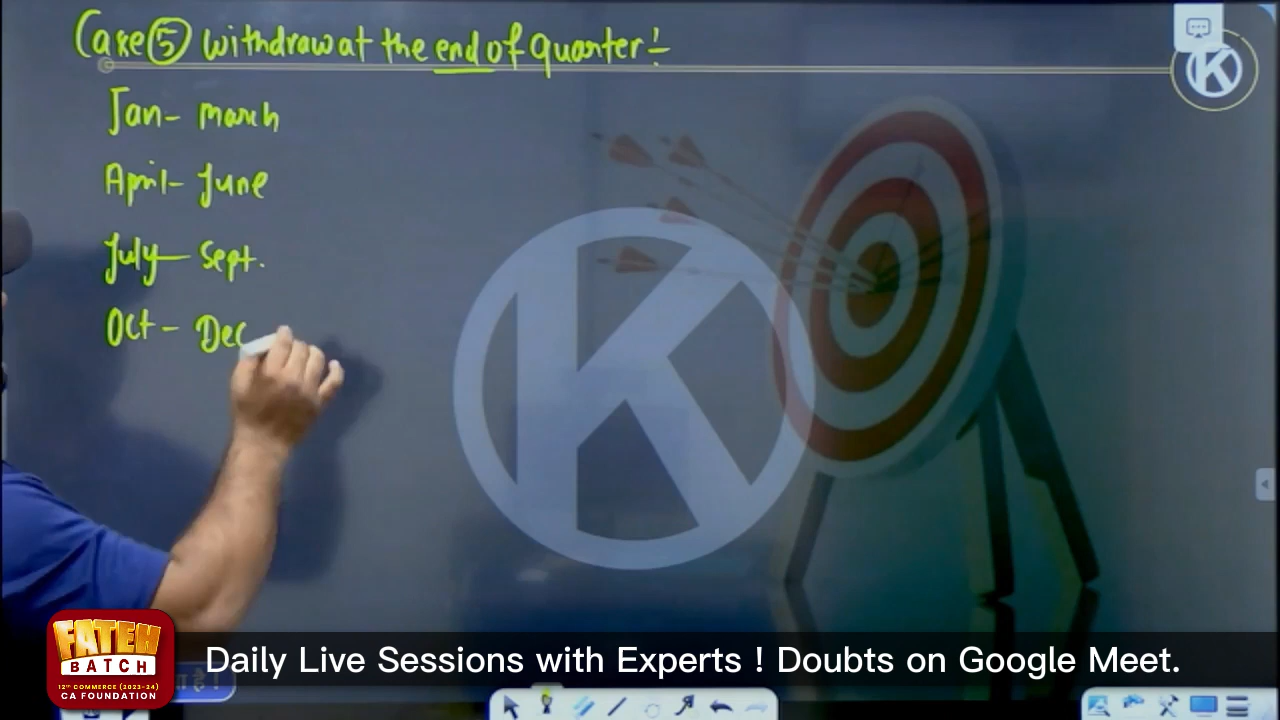 Case ⑤ Withdraw at the end of quarter :-
K
Jan - March
April - June
July - Sept.
Oct - Dec
K
FATEH
BATCH
12TH COMMERCE (2023-24)
CA FOUNDATION
Daily Live Sessions with Experts ! Doubts on Google Meet.